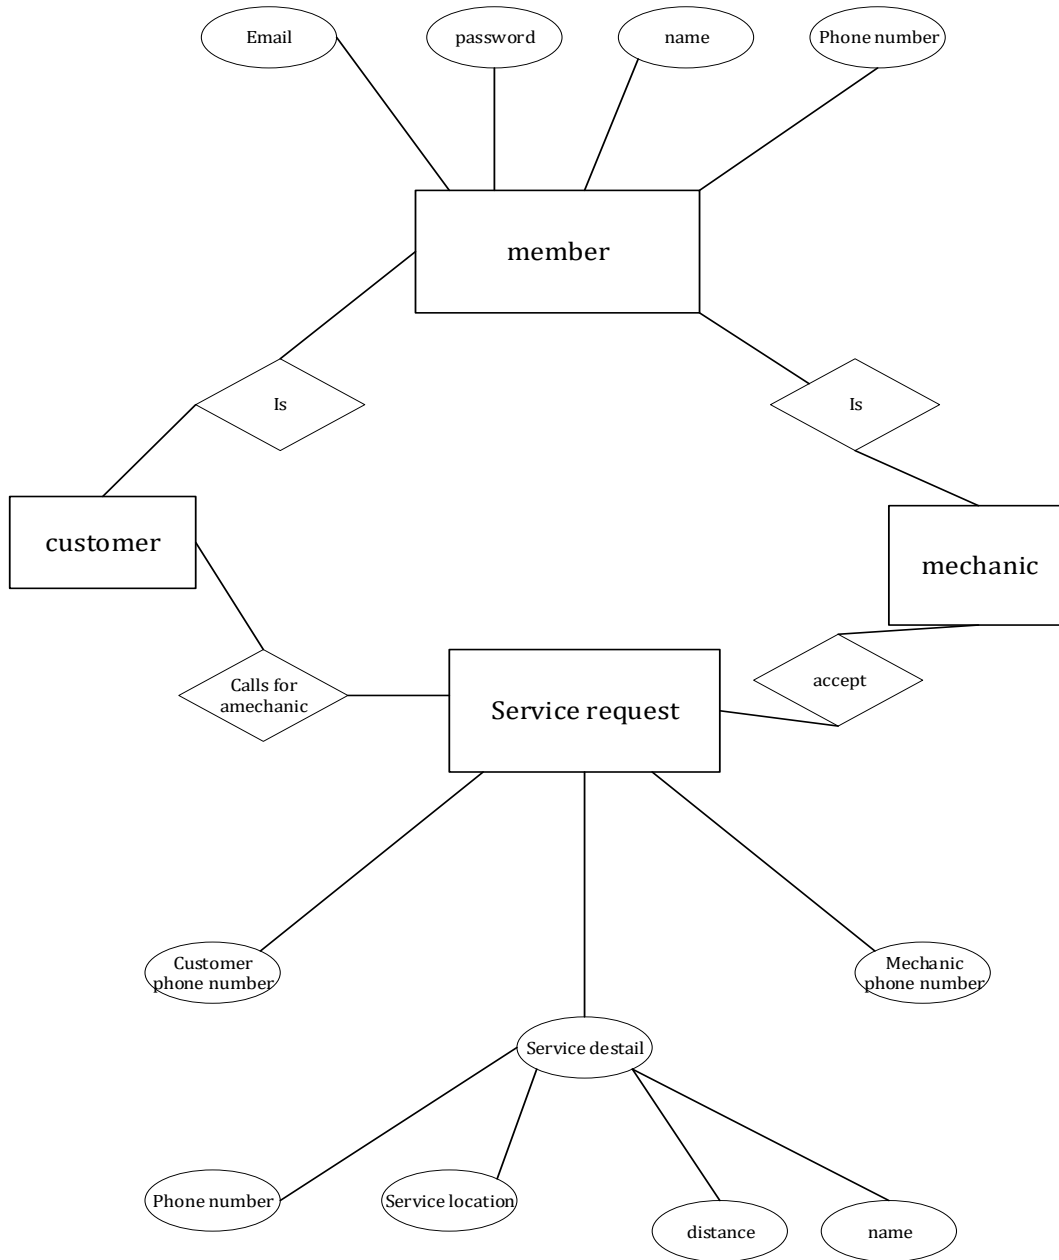 Email
password
name
Phone number
member
Is
Is
customer
mechanic
Calls for
amechanic
Service request
accept
Customer
phone number
Mechanic
phone number
Service destail
Phone number
Service location
distance
name